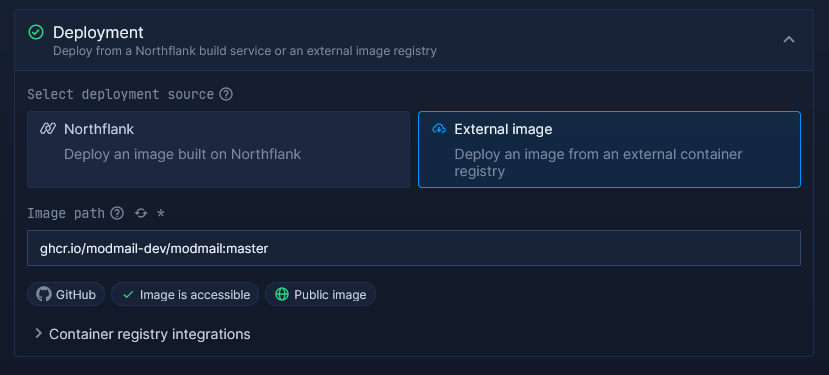 Deployment
Deploy from a Northflank build service or an external image registry
Select deployment source
Northflank
Deploy an image built on Northflank
External image
Deploy an image from an external container
registry
Image path *
ghcr.io/modmail-dev/modmail:master
GitHub
Image is accessible
Public image
Container registry integrations